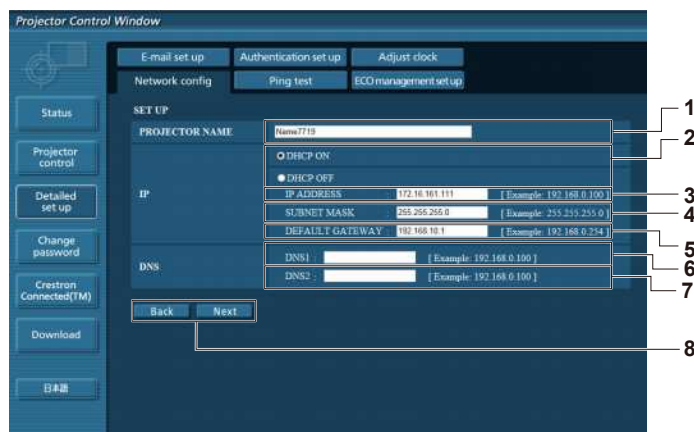 Projector Control Window
E-mail set up
Authentication set up
Adjust clock
Network config
Ping test
ECO management set up
Status
Projector control
Detailed set up
Change password
Crestron Connected(TM)
Download
日本語
SET UP
PROJECTOR NAME Name7719
1
IP
DHCP ON
DHCP OFF
2
IP ADDRESS : 172.16.161.111 [ Example: 192.168.0.100 ]
3
SUBNET MASK : 255.255.255.0 [ Example: 255.255.255.0 ]
4
DEFAULT GATEWAY : 192.168.10.1 [ Example: 192.168.0.254 ]
5
DNS
DNS1 : [ Example: 192.168.0.100 ]
6
DNS2 : [ Example: 192.168.0.100 ]
7
Back Next
8